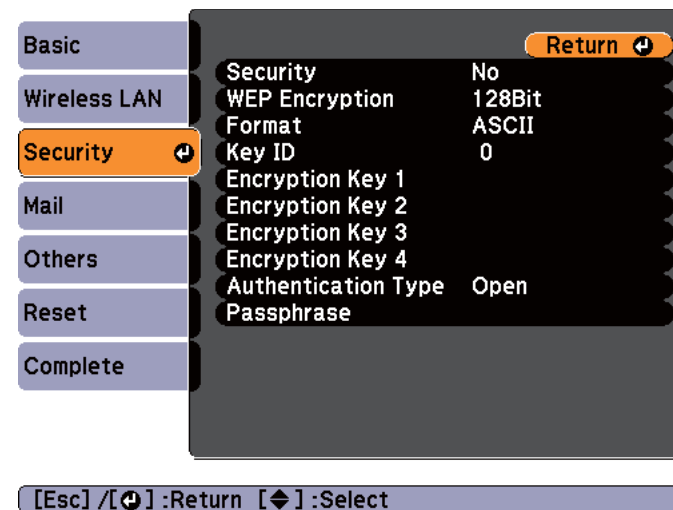 Basic
Wireless LAN
Security
Mail
Others
Reset
Complete
Return
Security No
WEP Encryption 128Bit
Format ASCII
Key ID 0
Encryption Key 1
Encryption Key 2
Encryption Key 3
Encryption Key 4
Authentication Type Open
Passphrase
[Esc] /[⏎] :Return [◆] :Select